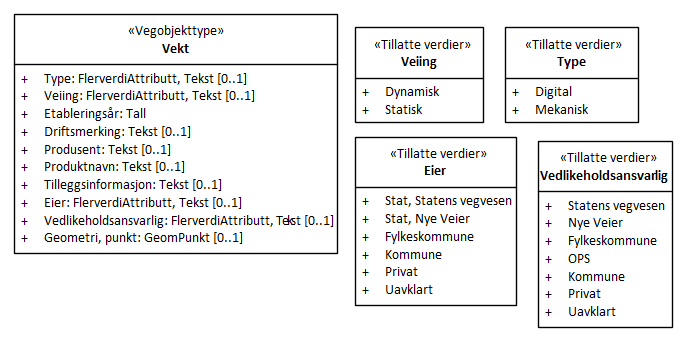 «Vegobjekttype»
Vekt
+ Type: FlerverdiAttributt, Tekst [0..1]
+ Veiing: FlerverdiAttributt, Tekst [0..1]
+ Etableringsår: Tall
+ Driftsmerking: Tekst [0..1]
+ Produsent: Tekst [0..1]
+ Produktnavn: Tekst [0..1]
+ Tilleggsinformasjon: Tekst [0..1]
+ Eier: FlerverdiAttributt, Tekst [0..1]
+ Vedlikeholdsansvarlig: FlerverdiAttributt, Tekst [0..1]
+ Geometri, punkt: GeomPunkt [0..1]
«Tillatte verdier»
Veiing
+ Dynamisk
+ Statisk
«Tillatte verdier»
Type
+ Digital
+ Mekanisk
«Tillatte verdier»
Eier
+ Stat, Statens vegvesen
+ Stat, Nye Veier
+ Fylkeskommune
+ Kommune
+ Privat
+ Uavklart
«Tillatte verdier»
Vedlikeholdsansvarlig
+ Statens vegvesen
+ Nye Veier
+ Fylkeskommune
+ OPS
+ Kommune
+ Privat
+ Uavklart